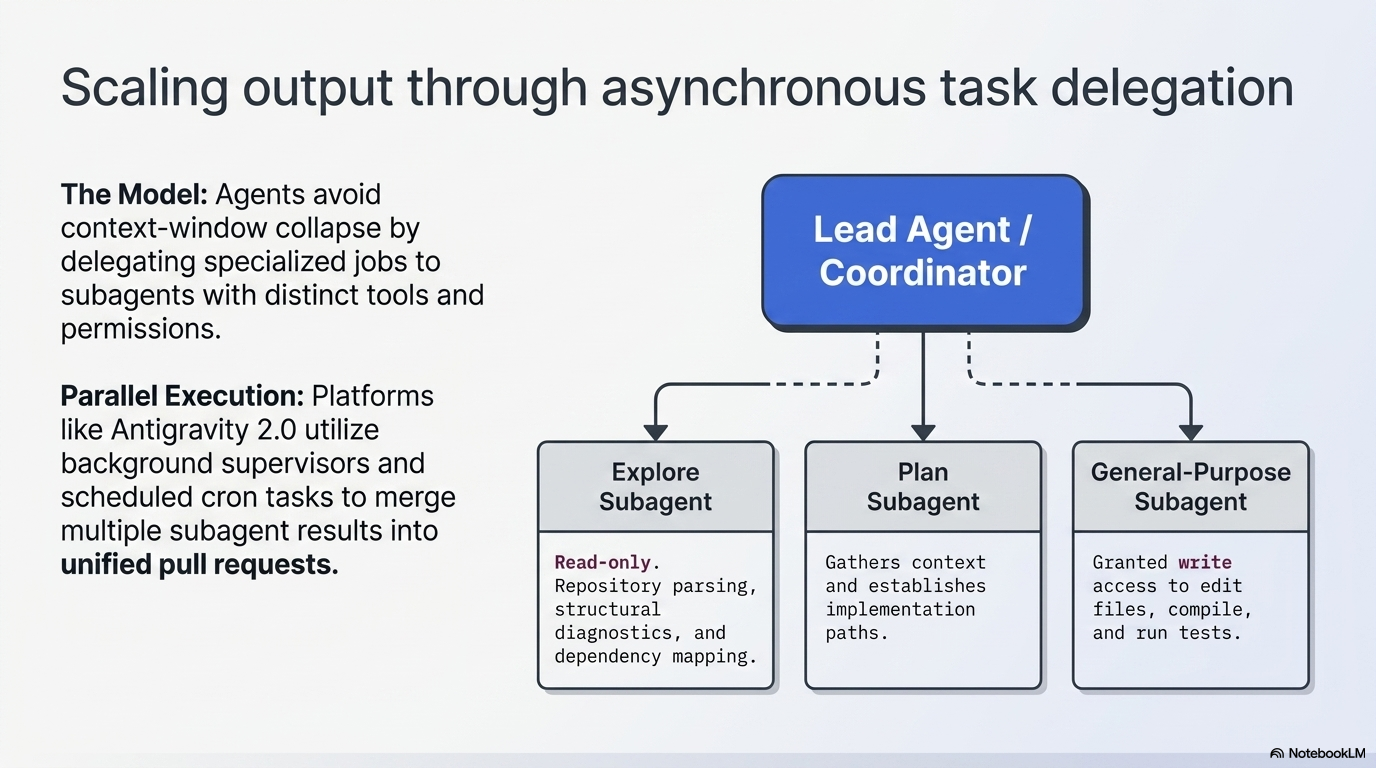 Scaling output through asynchronous task delegation
The Model: Agents avoid
context-window collapse by
delegating specialized jobs to
subagents with distinct tools and
permissions.
Parallel Execution: Platforms
like Antigravity 2.0 utilize
background supervisors and
scheduled cron tasks to merge
multiple subagent results into
unified pull requests.
Lead Agent /
Coordinator
Explore
Subagent
Read-only.
Repository parsing,
structural
diagnostics, and
dependency mapping.
Plan
Subagent
Gathers context
and establishes
implementation
paths.
General-Purpose
Subagent
Granted write
access to edit
files, compile,
and run tests.
NotebookLM